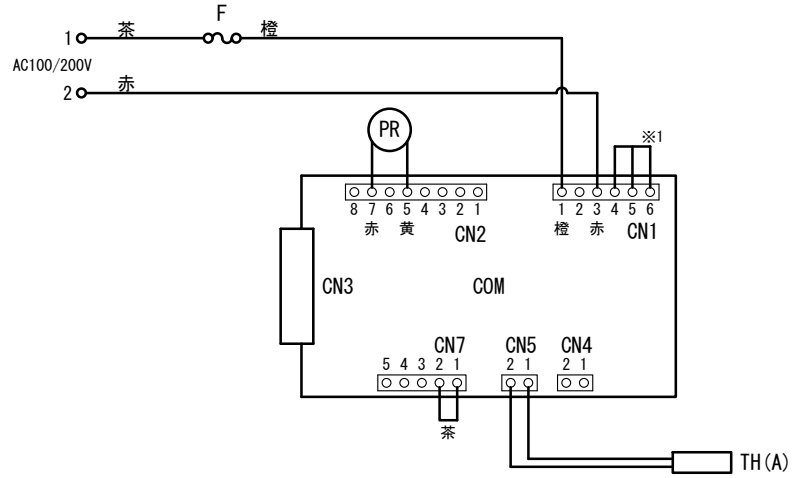 F
1 茶 橙
AC100/200V
2 赤
PR
※1
8 7 6 5 4 3 2 1
1 2 3 4 5 6
赤 黄
橙 赤
CN2
CN1
CN3
COM
CN7
CN5
CN4
5 4 3 2 1
2 1
2 1
茶
TH(A)